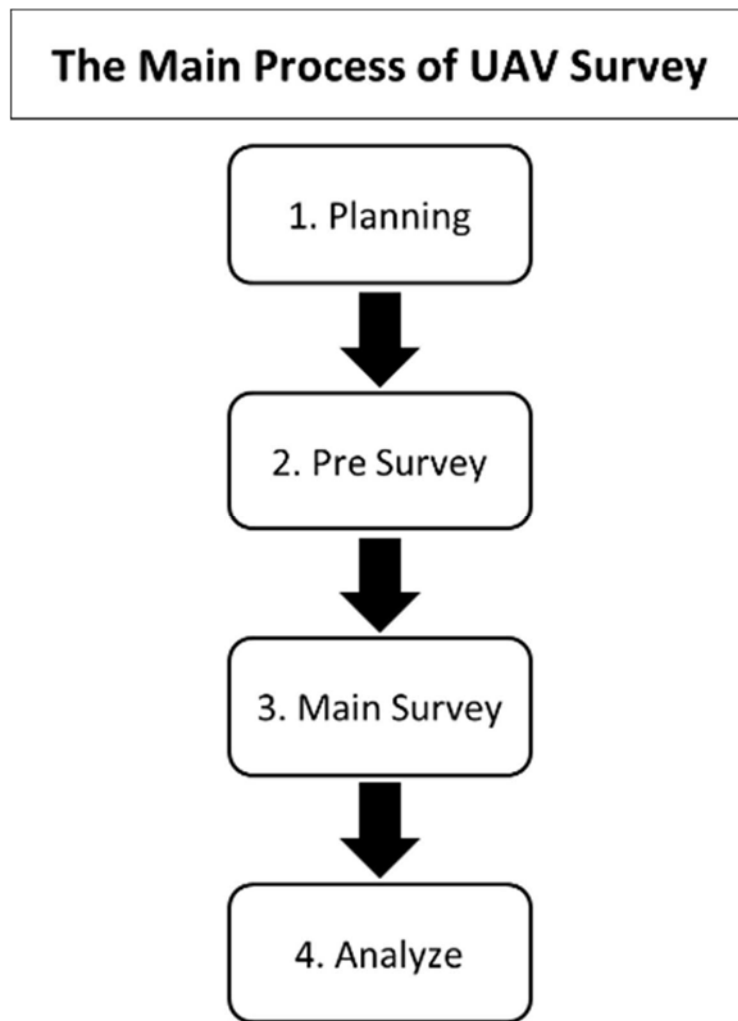 The Main Process of UAV Survey
1. Planning
2. Pre Survey
3. Main Survey
4. Analyze